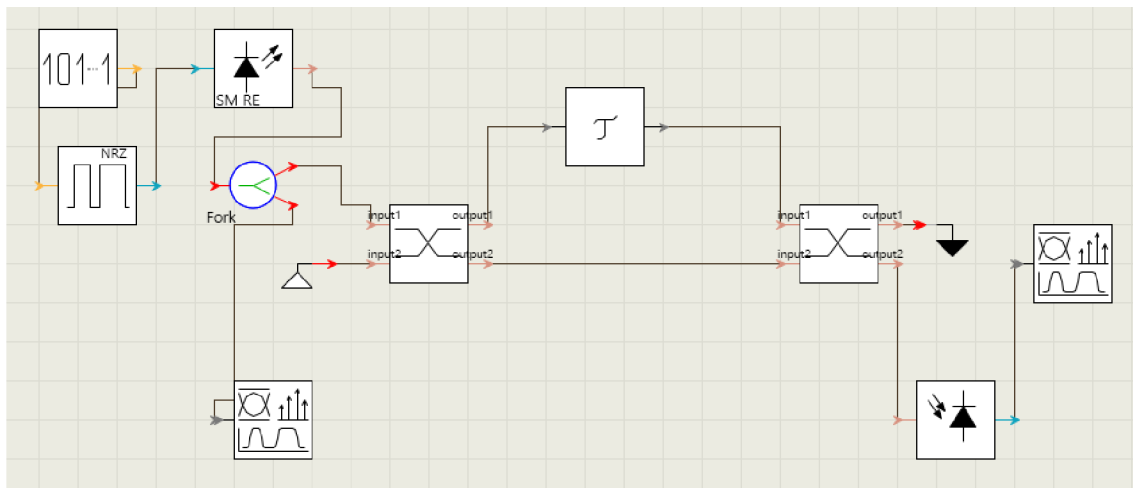 101...1
SM RE
NRZ
Fork
input1
output1
input2
output2
τ
input1
output1
input2
output2